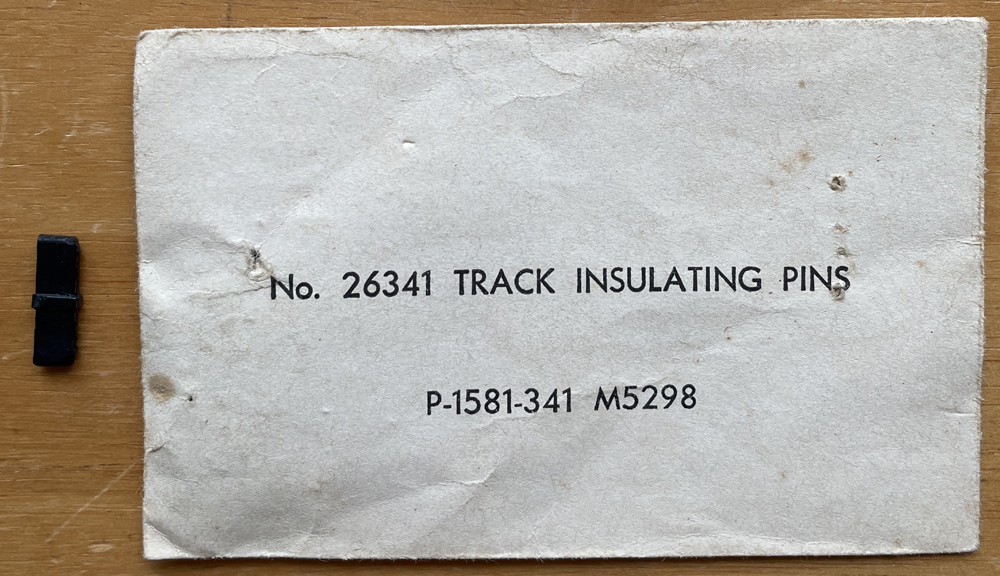 No. 26341 TRACK INSULATING PINS
P-1581-341 M5298